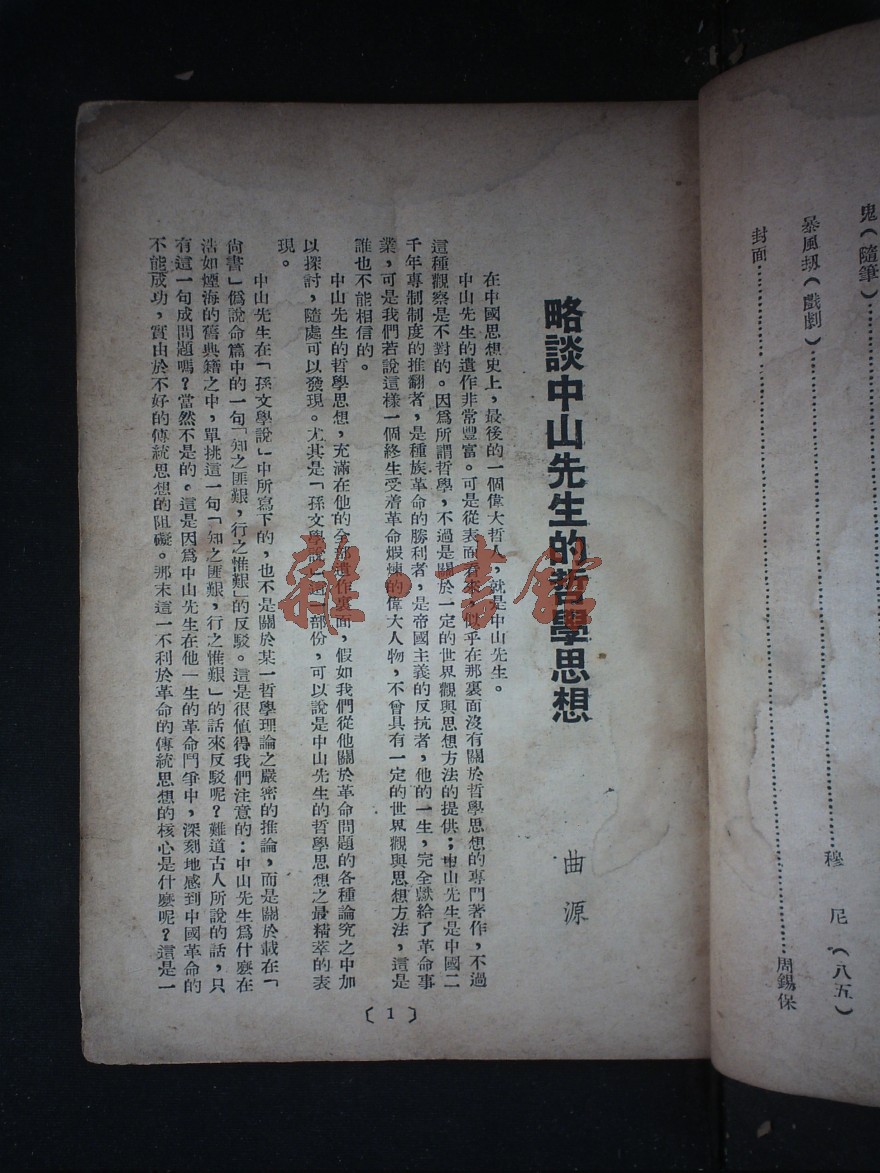 鬼(隨筆)
暴風刼(戲劇)穆尼(八五)
封面周錫保
略談中山先生的哲學思想
曲源
在中國思想史上,最後的一個偉大哲人,就是中山先生。
中山先生的遺作非常豐富。可是從表面看來,似乎在那裏面沒有關於哲學思想的專門著作,不過
這種觀察是不對的。因爲所謂哲學,不過是關於一定的世界觀與思想方法的提供;中山先生是中國二
千年專制制度的推翻者,是種族革命的勝利者,是帝國主義的反抗者,他的一生,完全獻給了革命事
業,可是我們若說這樣一個終生受着革命煅煉的偉大人物,不曾具有一定的世界觀與思想方法,這是
誰也不能相信的。
中山先生的哲學思想,充滿在他的全部遺作裏面,假如我們從他關於革命問題的各種論究之中加
以探討,隨處可以發現。尤其是「孫文學說」這一部份,可以說是中山先生的哲學思想之最精萃的表
現。
中山先生在「孫文學說」中所寫下的,也不是關於某一哲學理論之嚴密的推論,而是關於載在「
尙書」僞說命篇中的一句「知之匪艱,行之惟艱」的反駁。這是很値得我們注意的:中山先生爲什麼在
浩如煙海的舊典籍之中,單挑這一句「知之匪艱,行之惟艱」的話來反駁呢?難道古人所說的話,只
有這一句成問題嗎?當然不是的。這是因爲中山先生在他一生的革命鬥爭中,深刻地感到中國革命的
不能成功,實由於不好的傳統思想的阻礙。那末這一不利於革命的傳統思想的核心是什麼呢?這是一
〔1〕
雜·書館